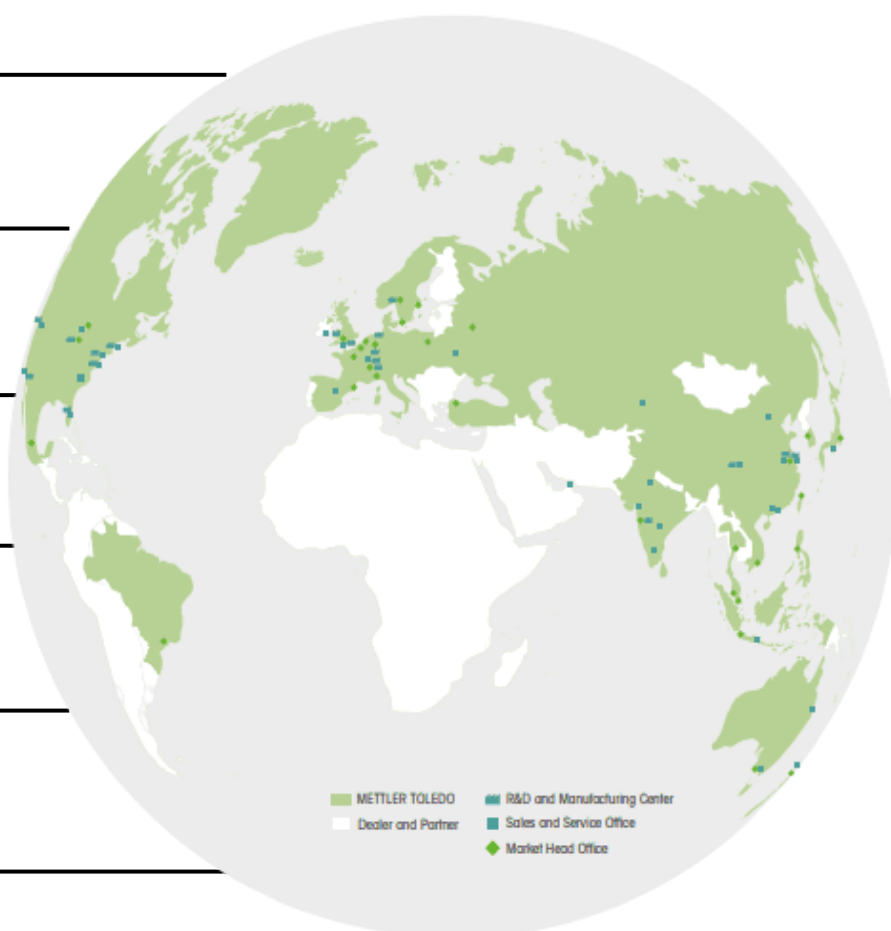 METTLER TOLEDO
Dealer and Partner
R&D and Manufacturing Center
Sales and Service Office
Market Head Office